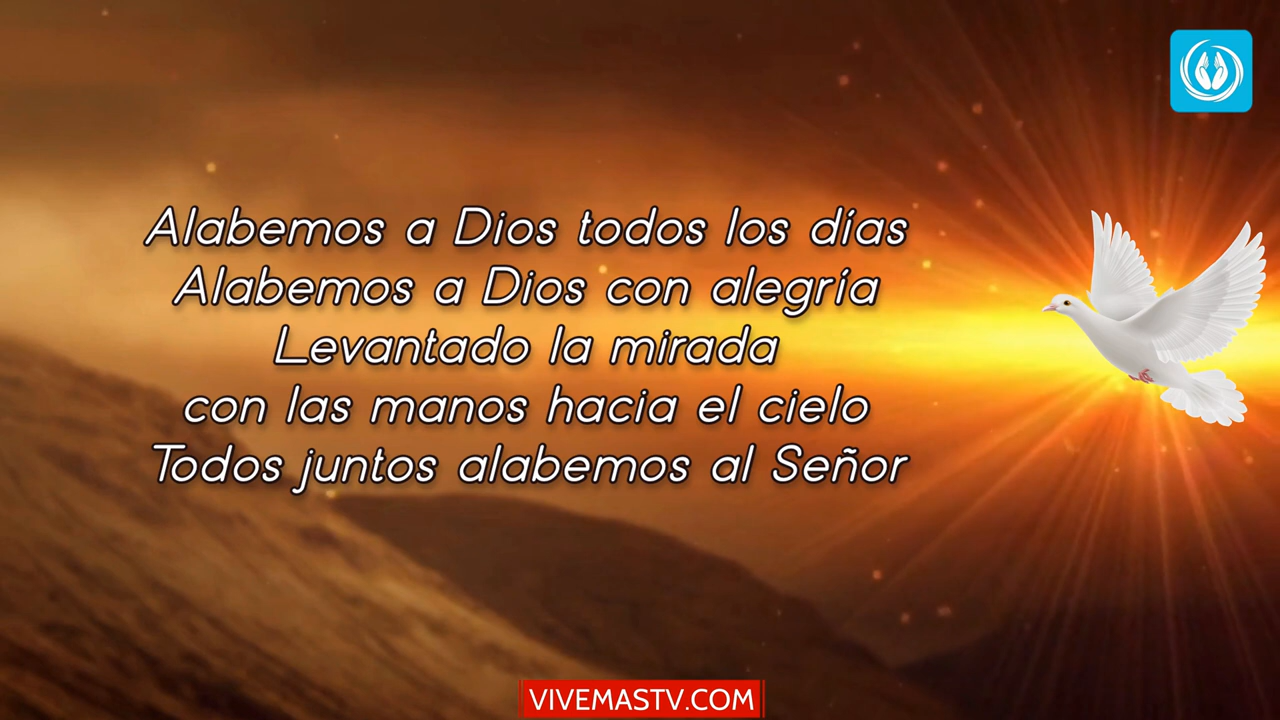 Alabemos a Dios todos los días
Alabemos a Dios con alegría
Levantado la mirada
con las manos hacia el cielo
Todos juntos alabemos al Señor
VIVEMASTV.COM